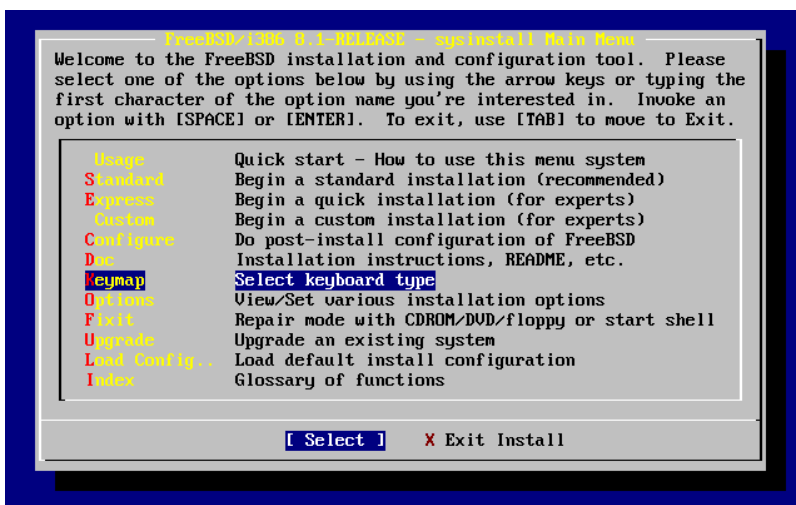 FreeBSD/i386 8.1-RELEASE - sysinstall Main Menu
Welcome to the FreeBSD installation and configuration tool.  Please
select one of the options below by using the arrow keys or typing the
first character of the option name you're interested in.  Invoke an
option with [SPACE] or [ENTER].  To exit, use [TAB] to move to Exit.
Usage Quick start - How to use this menu system
Standard Begin a standard installation (recommended)
Express Begin a quick installation (for experts)
Custom Begin a custom installation (for experts)
Configure Do post-install configuration of FreeBSD
Doc Installation instructions, README, etc.
Keymap Select keyboard type
Options View/Set various installation options
Fixit Repair mode with CDROM/DVD/floppy or start shell
Upgrade Upgrade an existing system
Load Config.. Load default install configuration
Index Glossary of functions
[ Select ] X Exit Install